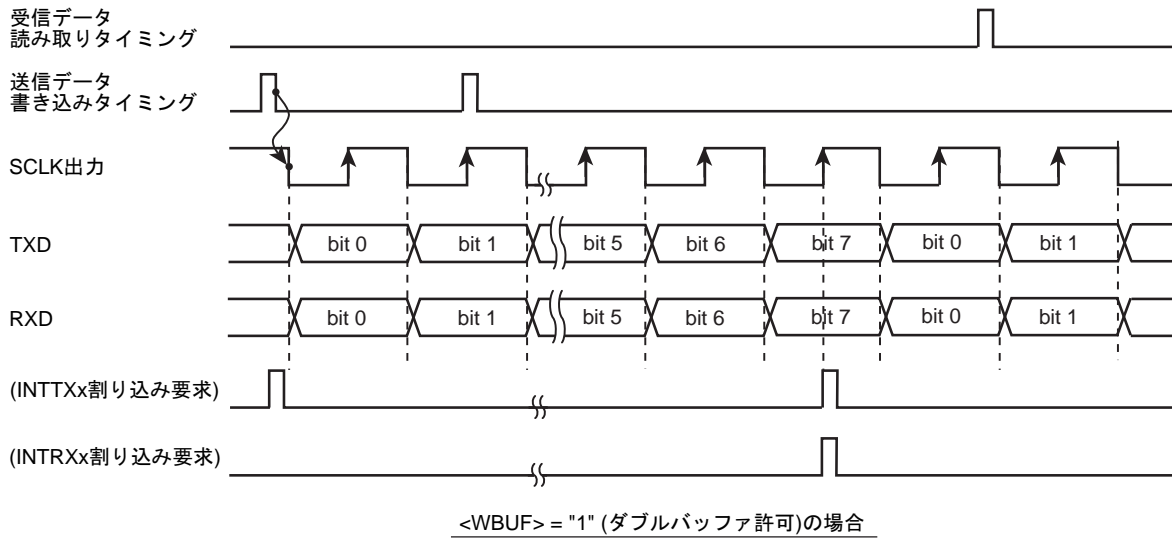 受信データ
読み取りタイミング
送信データ
書き込みタイミング
SCLK出力
TXD
bit 0 bit 1 bit 5 bit 6 bit 7 bit 0 bit 1
RXD
bit 0 bit 1 bit 5 bit 6 bit 7 bit 0 bit 1
(INTTXx割り込み要求)
(INTRXx割り込み要求)
<WBUF> = "1" (ダブルバッファ許可)の場合